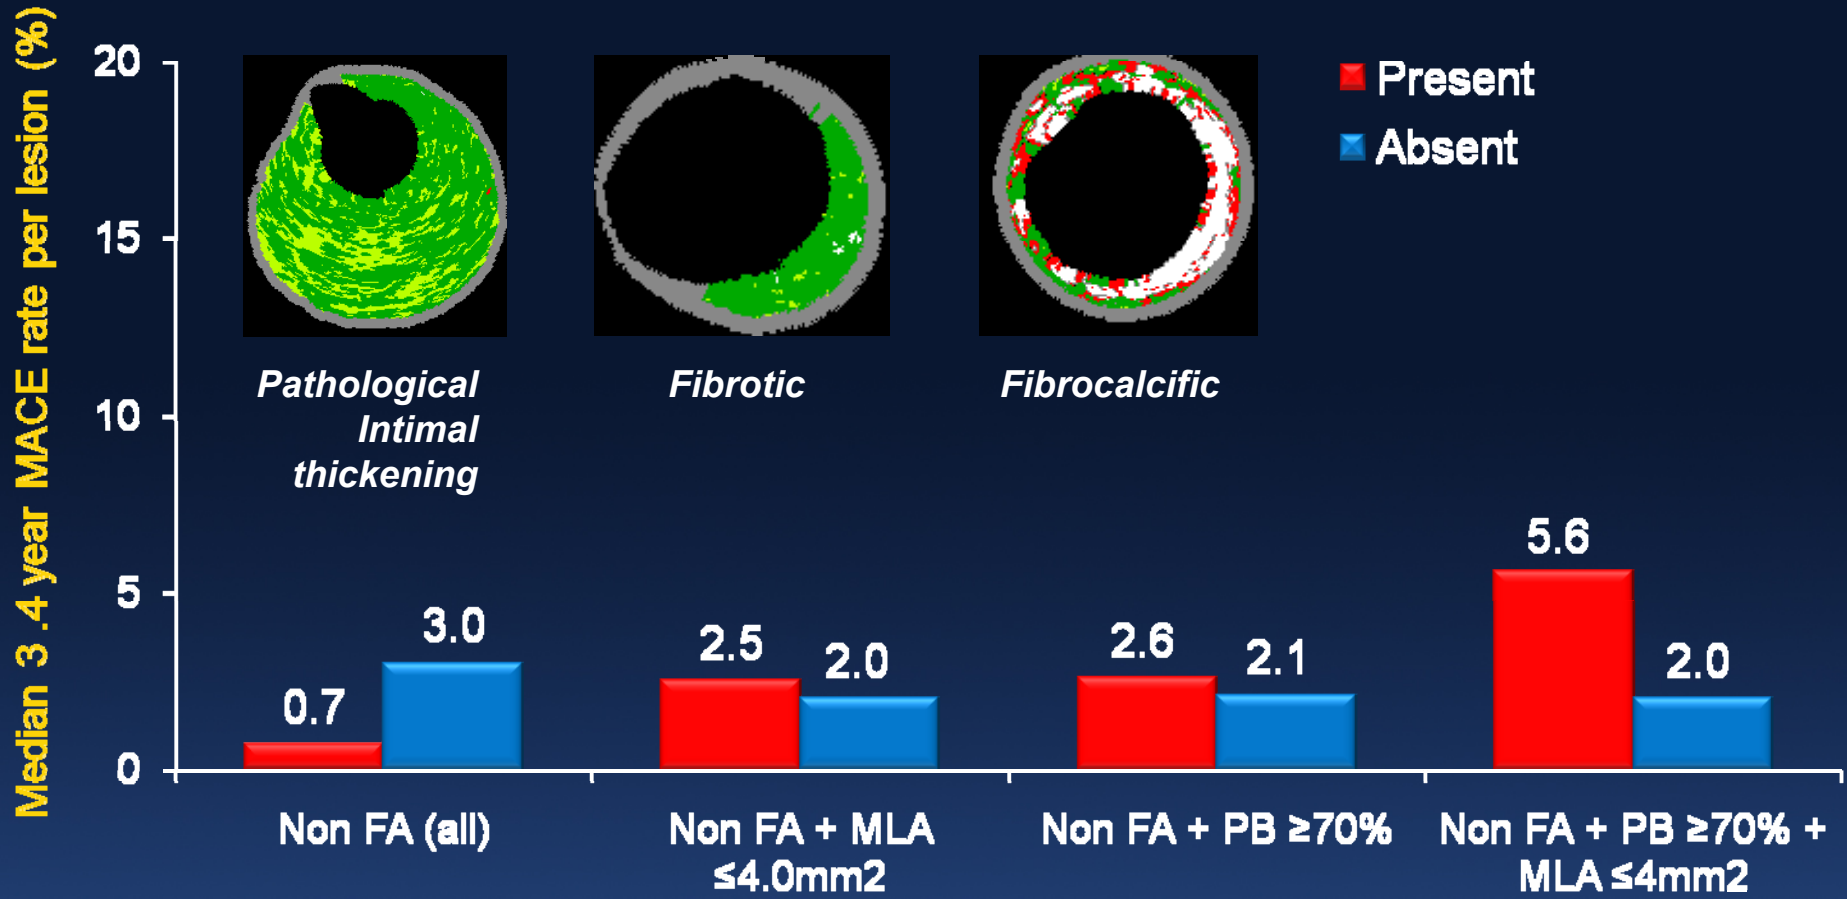 Median 3 .4 year MACE rate per lesion (%)
20
15
10
5
0
Present
Absent
Pathological
Intimal
thickening
Fibrotic
Fibrocalcific
0.7
3.0
2.5
2.0
2.6
2.1
5.6
2.0
Non FA (all)
Non FA + MLA
≤4.0mm2
Non FA + PB ≥70%
Non FA + PB ≥70% +
MLA ≤4mm2